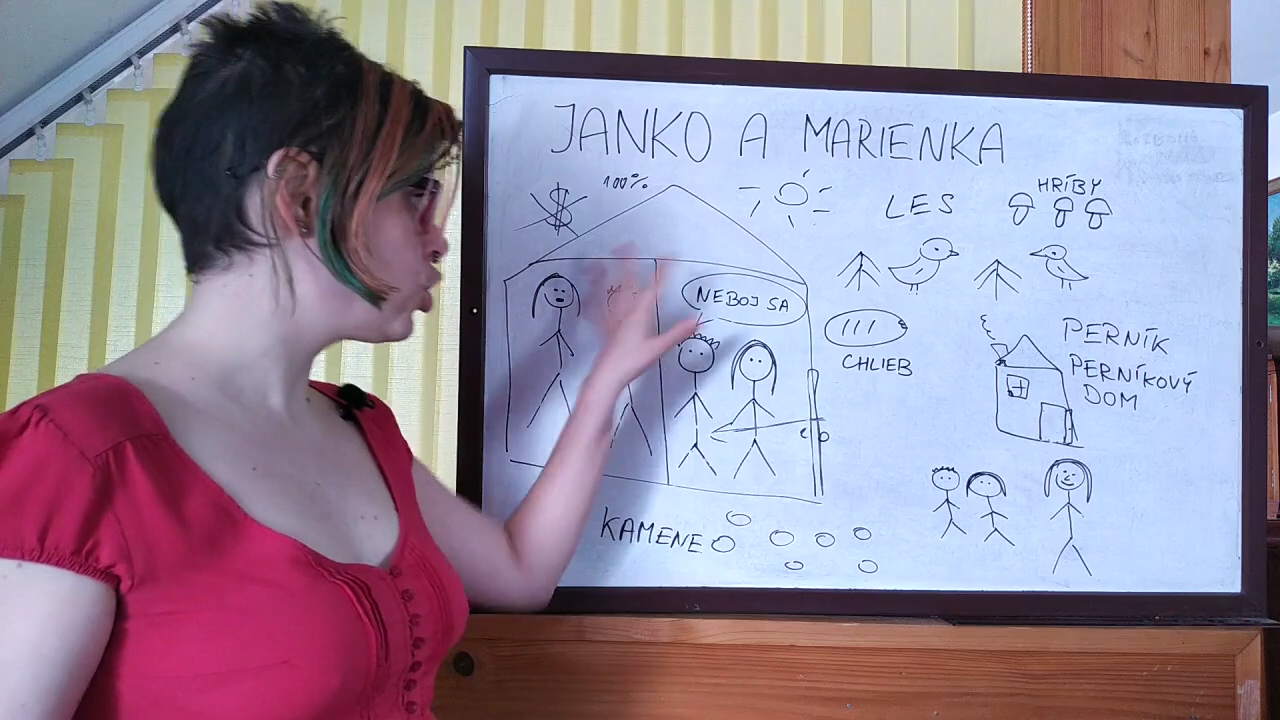 JANKO A MARIENKA
$ 100%
LES
HRÍBY
NEBOJ SA
CHLIEB
PERNÍK
PERNÍKOVÝ
DOM
KAMENE